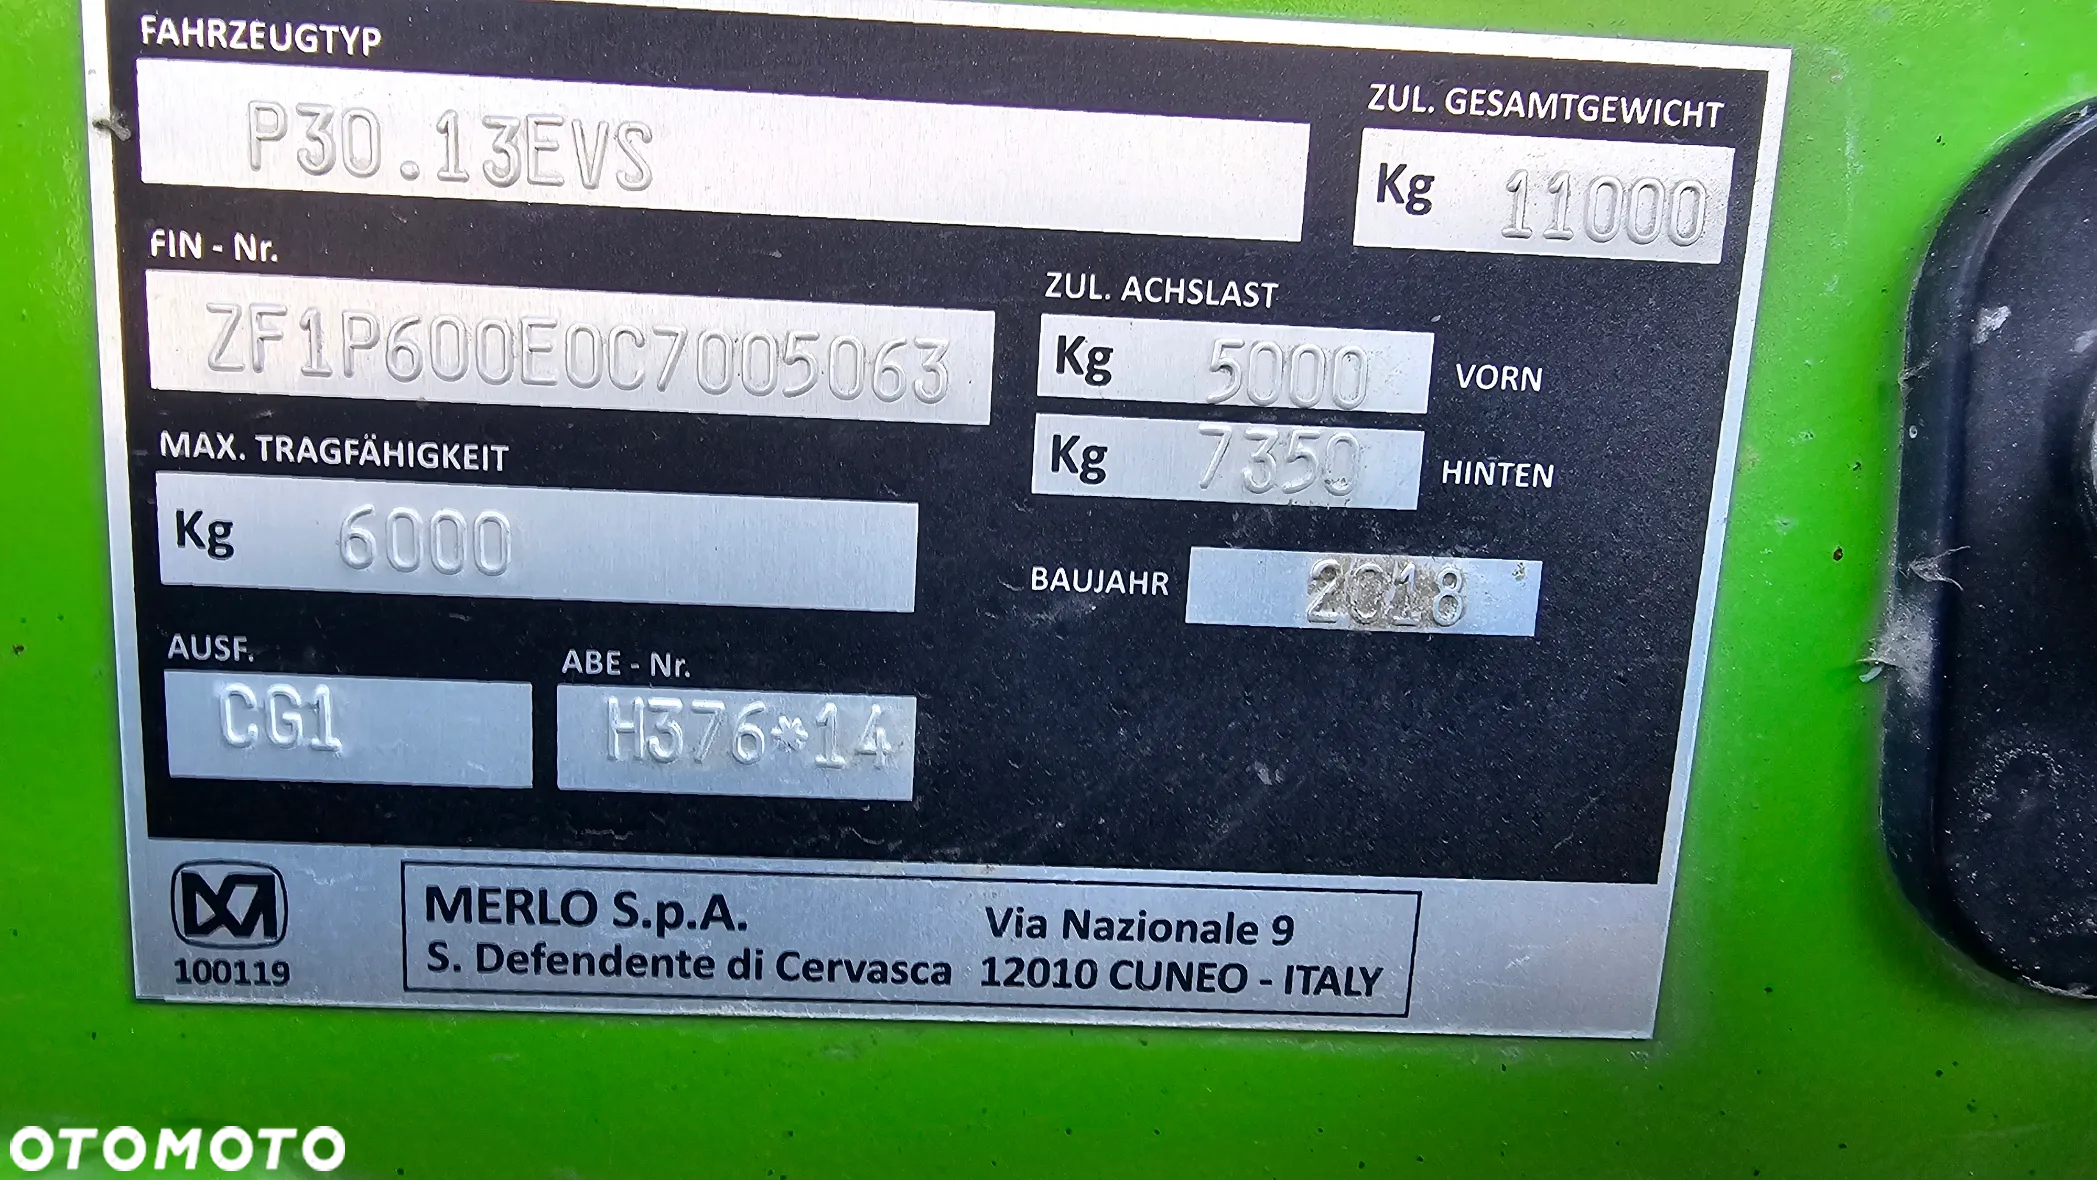 FAHRZEUGTYP
P30.13EVS
ZUL. GESAMTGEWICHT
Kg 11000
FIN - Nr.
ZF1P600E0C7005063
ZUL. ACHSLAST
Kg 5000 VORN
Kg 7350 HINTEN
MAX. TRAGFÄHIGKEIT
Kg 6000
BAUJAHR 2018
AUSF.
CG1
ABE - Nr.
H376*14
100119
MERLO S.p.A.
S. Defendente di Cervasca
Via Nazionale 9
12010 CUNEO - ITALY
OTOMOTO